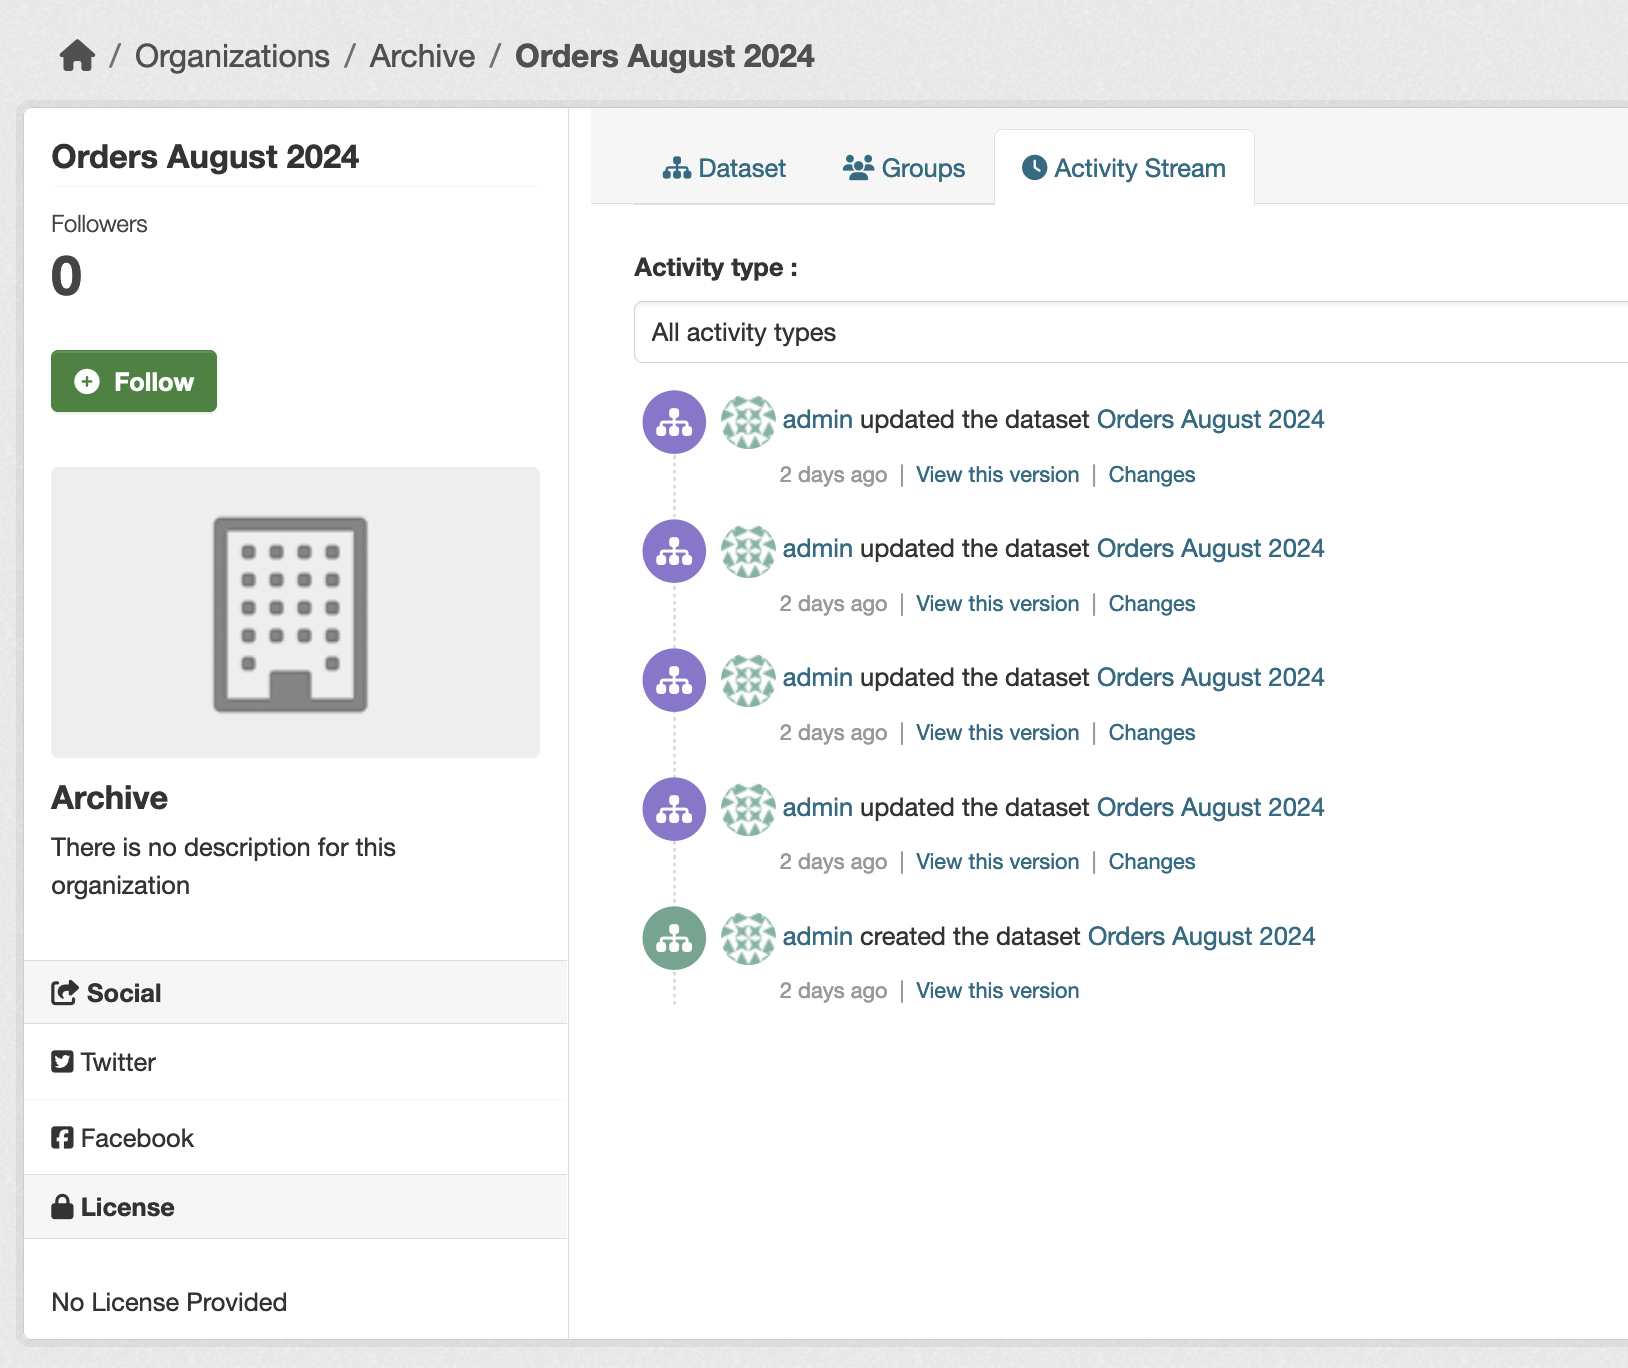 / Organizations / Archive / Orders August 2024
Orders August 2024
Followers
0
Follow
Archive
There is no description for this
organization
Social
Twitter
Facebook
License
No License Provided
Dataset Groups Activity Stream
Activity type :
All activity types
admin updated the dataset Orders August 2024
2 days ago | View this version | Changes
admin updated the dataset Orders August 2024
2 days ago | View this version | Changes
admin updated the dataset Orders August 2024
2 days ago | View this version | Changes
admin updated the dataset Orders August 2024
2 days ago | View this version | Changes
admin created the dataset Orders August 2024
2 days ago | View this version